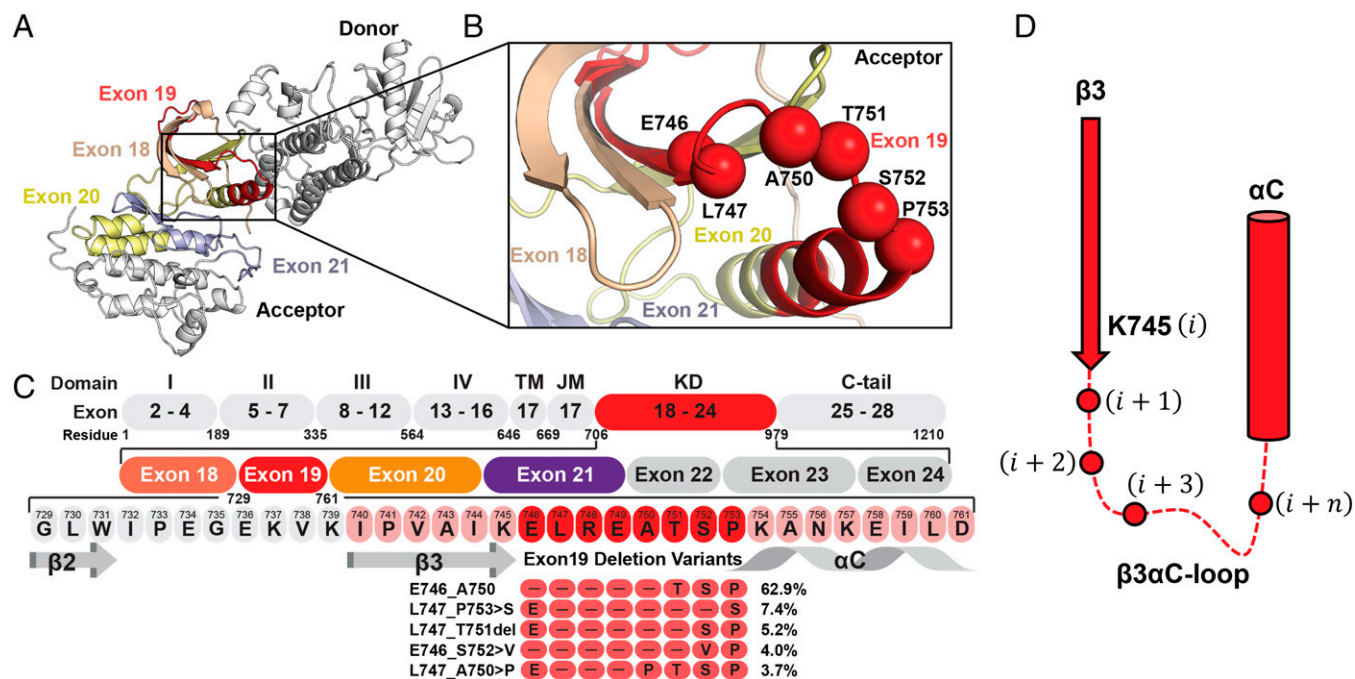 A
Donor
Exon 19
Exon 18
Exon 20
Exon 21
Acceptor
B
Acceptor
E746
T751
Exon 19
A750
S752
L747
P753
Exon 20
Exon 18
Exon 21
C
Domain I II III IV TM JM KD C-tail
Exon 2 - 4 5 - 7 8 - 12 13 - 16 17 17 18 - 24 25 - 28
Residue 1 189 335 564 646 669 706 979 1210
Exon 18 Exon 19 Exon 20 Exon 21 Exon 22 Exon 23 Exon 24
729 761
729 730 731 732 733 734 735 736 737 738 739 740 741 742 743 744 745 746 747 748 749 750 751 752 753 754 755 756 757 758 759 760 761
G L W I P E G E K V K I P V A I K E L R E A T S P K A N K E I L D
β2 β3 Exon19 Deletion Variants αC
E746_A750 – – – – – T S P 62.9%
L747_P753>S E – – – – – – S 7.4%
L747_T751del E – – – – – S P 5.2%
E746_S752>V – – – – – – V P 4.0%
L747_A750>P E – – – P T S P 3.7%
D
β3
αC
K745 (i)
(i + 1)
(i + 2)
(i + 3)
(i + n)
β3αC-loop